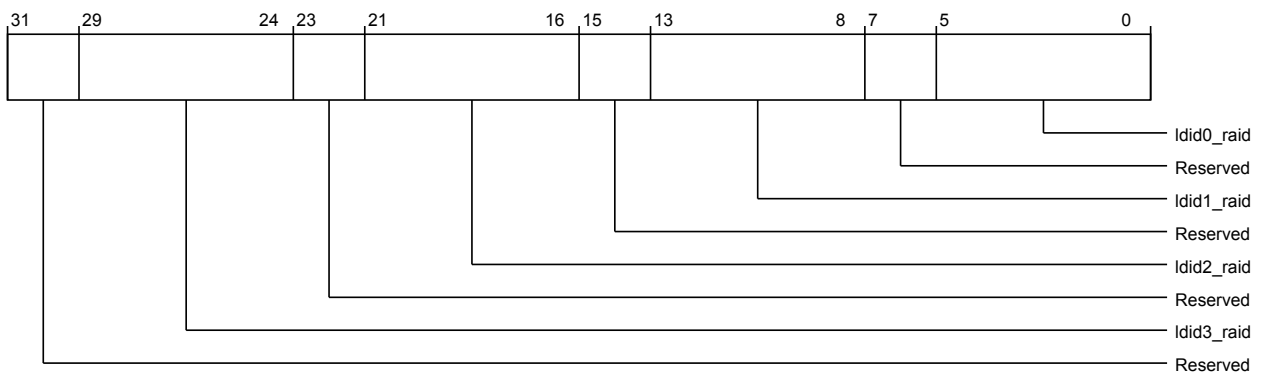 31 29 24 23 21 16 15 13 8 7 5 0
ldid0_raid
Reserved
ldid1_raid
Reserved
ldid2_raid
Reserved
ldid3_raid
Reserved